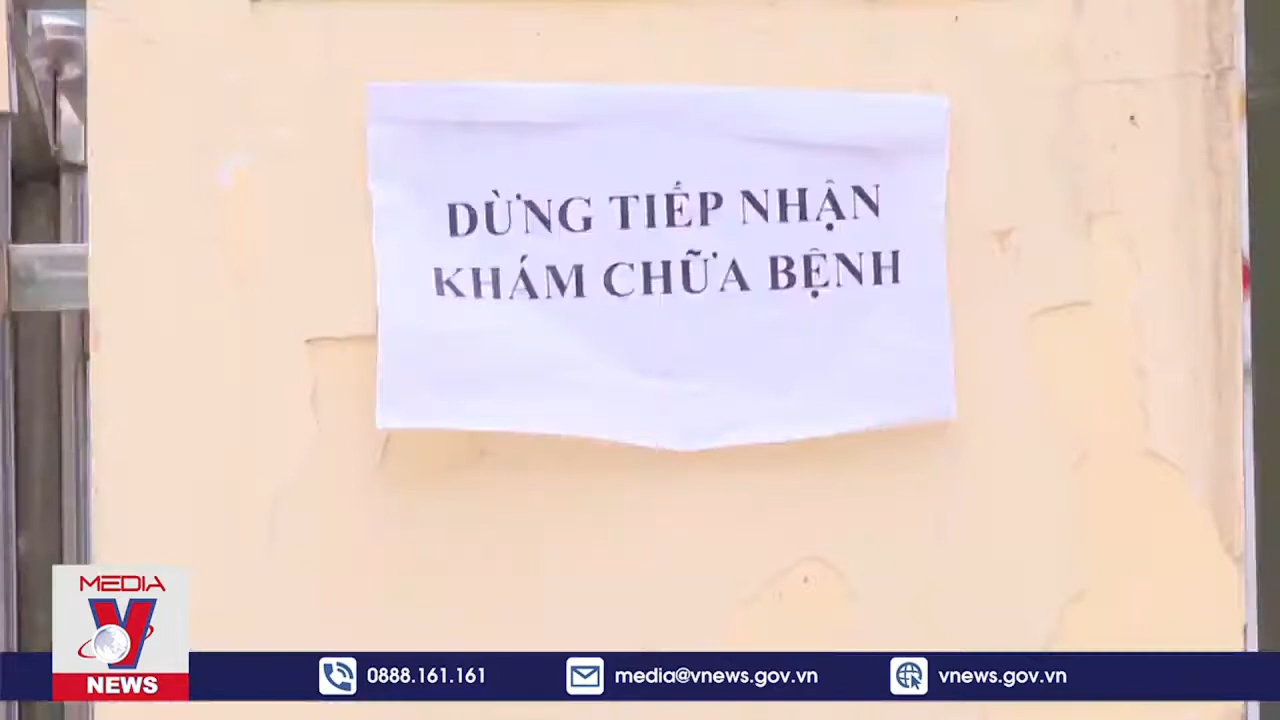 DỪNG TIẾP NHẬN
KHÁM CHỮA BỆNH
MEDIA
V
NEWS
0888.161.161
media@vnews.gov.vn
vnews.gov.vn